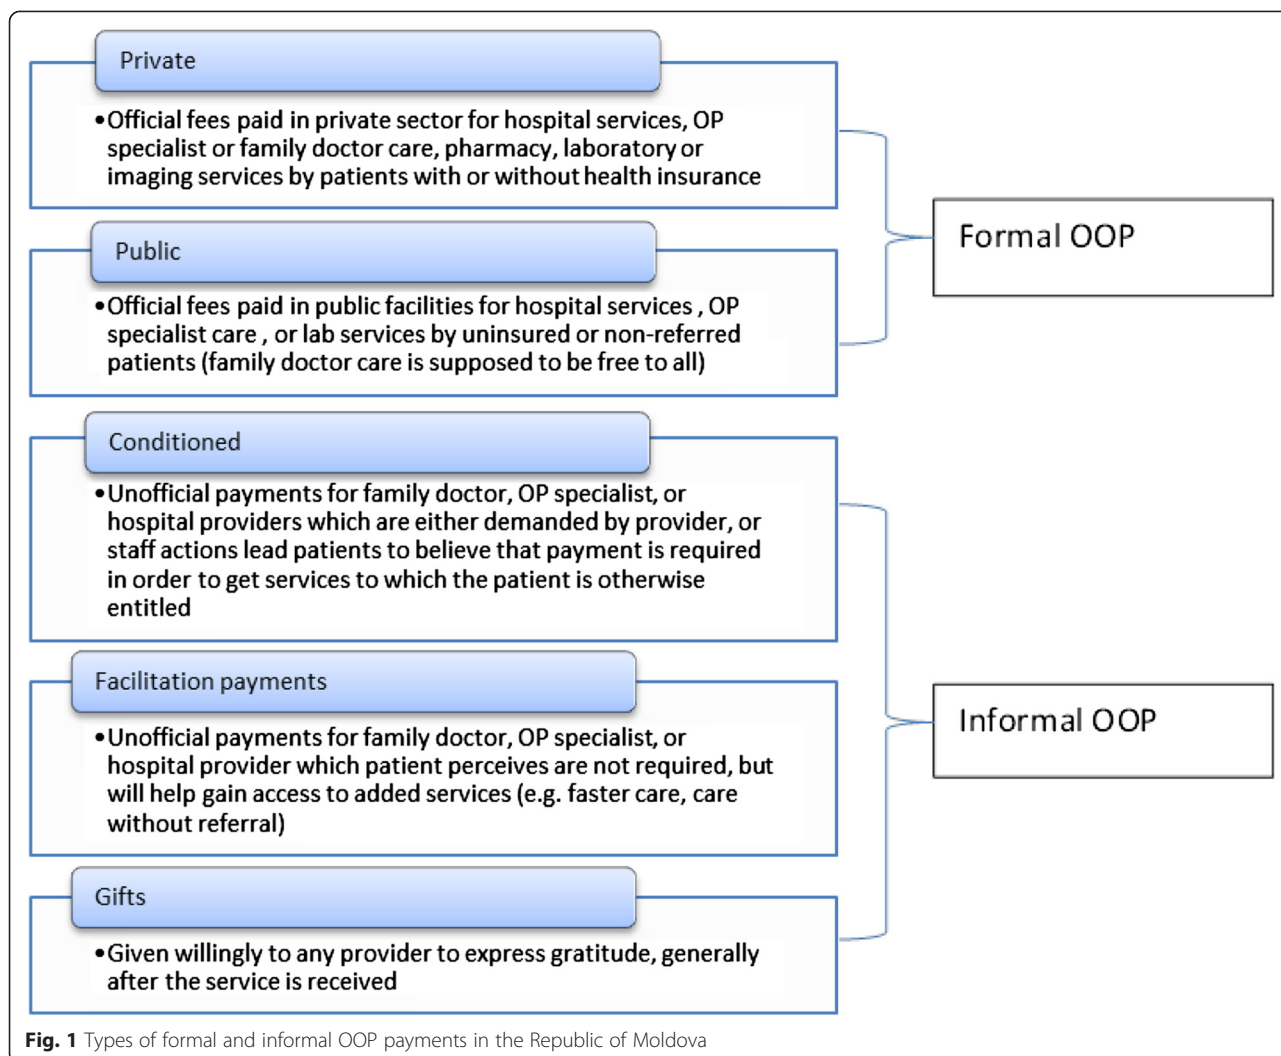 Private
•Official fees paid in private sector for hospital services, OP
specialist or family doctor care, pharmacy, laboratory or
imaging services by patients with or without health insurance
Public
•Official fees paid in public facilities for hospital services , OP
specialist care , or lab services by uninsured or non-referred
patients (family doctor care is supposed to be free to all)
Formal OOP
Conditioned
•Unofficial payments for family doctor, OP specialist, or
hospital providers which are either demanded by provider, or
staff actions lead patients to believe that payment is required
in order to get services to which the patient is otherwise
entitled
Facilitation payments
•Unofficial payments for family doctor, OP specialist, or
hospital provider which patient perceives are not required, but
will help gain access to added services (e.g. faster care, care
without referral)
Gifts
•Given willingly to any provider to express gratitude, generally
after the service is received
Informal OOP
Fig. 1 Types of formal and informal OOP payments in the Republic of Moldova